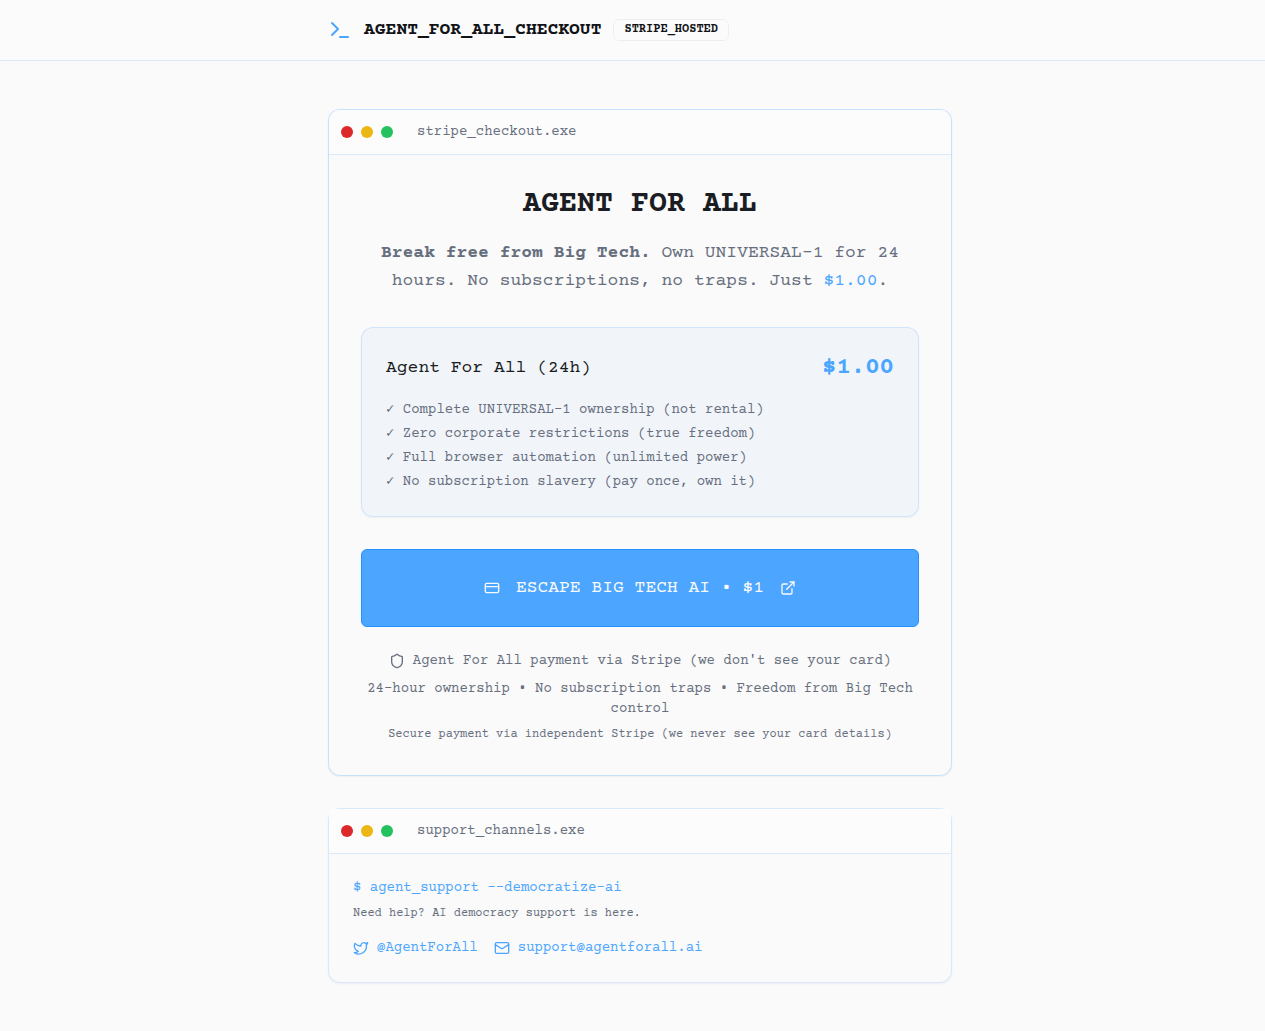 AGENT_FOR_ALL_CHECKOUT STRIPE_HOSTED
stripe_checkout.exe
AGENT FOR ALL
Break free from Big Tech. Own UNIVERSAL-1 for 24
hours. No subscriptions, no traps. Just $1.00.
Agent For All (24h) $1.00
✓ Complete UNIVERSAL-1 ownership (not rental)
✓ Zero corporate restrictions (true freedom)
✓ Full browser automation (unlimited power)
✓ No subscription slavery (pay once, own it)
ESCAPE BIG TECH AI • $1
Agent For All payment via Stripe (we don't see your card)
24-hour ownership • No subscription traps • Freedom from Big Tech
control
Secure payment via independent Stripe (we never see your card details)
support_channels.exe
$ agent_support --democratize-ai
Need help? AI democracy support is here.
@AgentForAll support@agentforall.ai